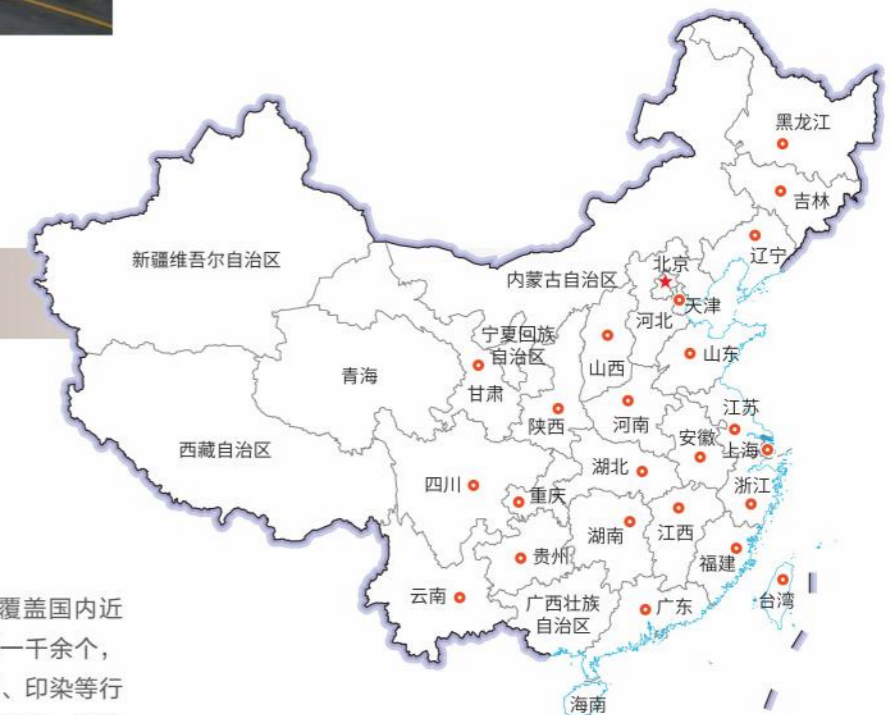 黑龙江
吉林
辽宁
新疆维吾尔自治区
内蒙古自治区
北京
天津
河北
宁夏回族
自治区
山西
山东
青海
甘肃
陕西
河南
江苏
安徽
上海
西藏自治区
四川
重庆
湖北
浙江
湖南
江西
贵州
福建
云南
广西壮族
自治区
广东
台湾
海南
覆盖国内近
一千余个，
、印染等行